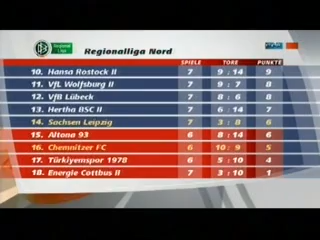 Regionalliga Nord
SPIELE TORE PUNKTE
10. Hansa Rostock II 7 9 : 14 9
11. VfL Wolfsburg II 7 9 : 7 8
12. VfB Lübeck 7 8 : 6 8
13. Hertha BSC II 7 6 : 14 7
14. Sachsen Leipzig 7 3 : 8 6
15. Altona 93 6 8 : 14 6
16. Chemnitzer FC 6 10 : 9 5
17. Türkiyemspor 1978 6 5 : 10 4
18. Energie Cottbus II 7 3 : 10 1